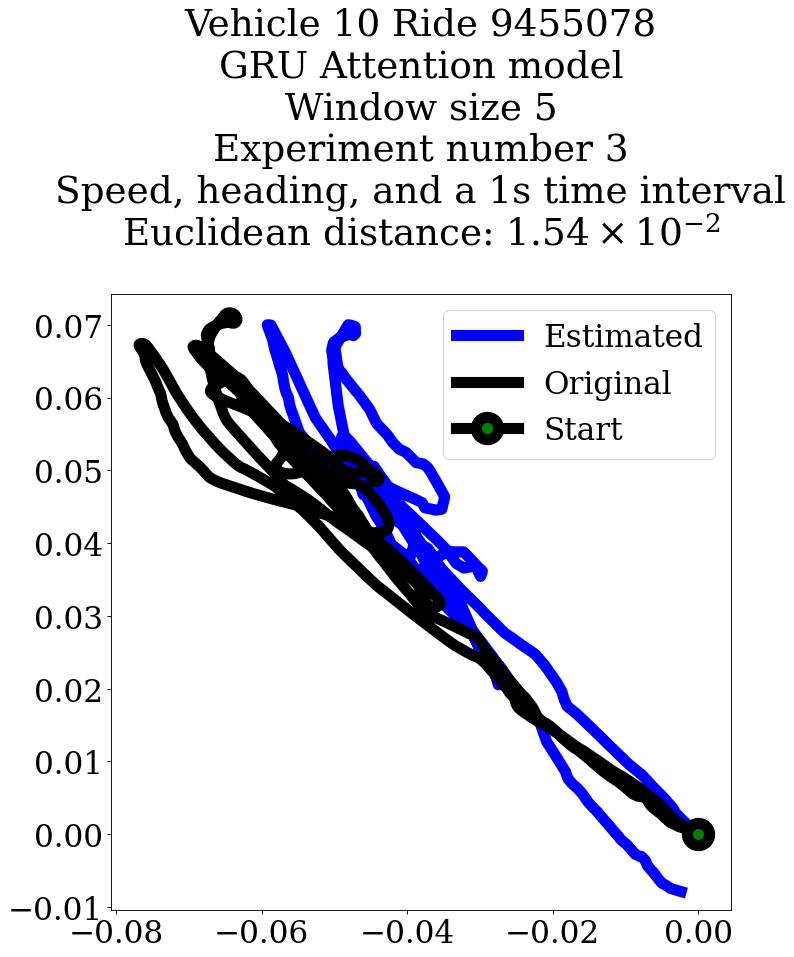 Vehicle 10 Ride 9455078
GRU Attention model
Window size 5
Experiment number 3
Speed, heading, and a 1s time interval
Euclidean distance: 1.54 × 10⁻²
Estimated
Original
Start
0.07
0.06
0.05
0.04
0.03
0.02
0.01
0.00
−0.01
−0.08
−0.06
−0.04
−0.02
0.00